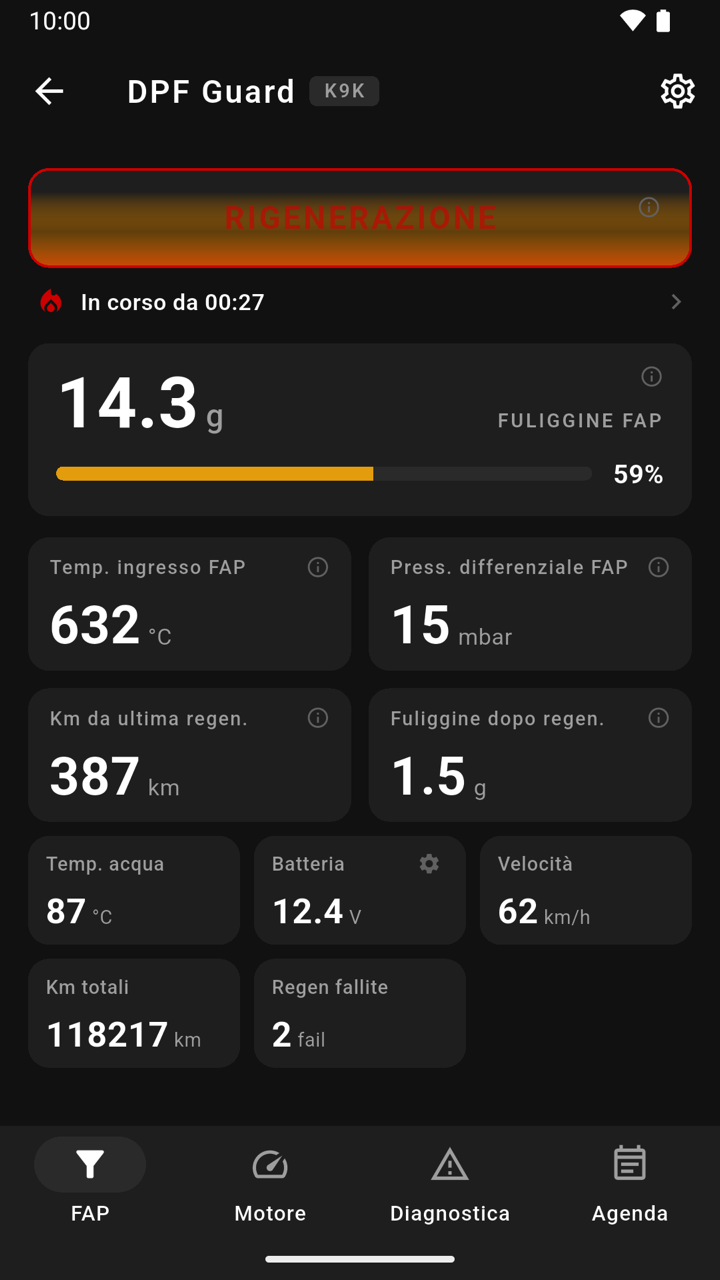 10:00
DPF Guard K9K
RIGENERAZIONE
In corso da 00:27
14.3 g
FULIGGINE FAP
59%
Temp. ingresso FAP
632 °C
Press. differenziale FAP
15 mbar
Km da ultima regen.
387 km
Fuliggine dopo regen.
1.5 g
Temp. acqua
87 °C
Batteria
12.4 V
Velocità
62 km/h
Km totali
118217 km
Regen fallite
2 fail
FAP
Motore
Diagnostica
Agenda